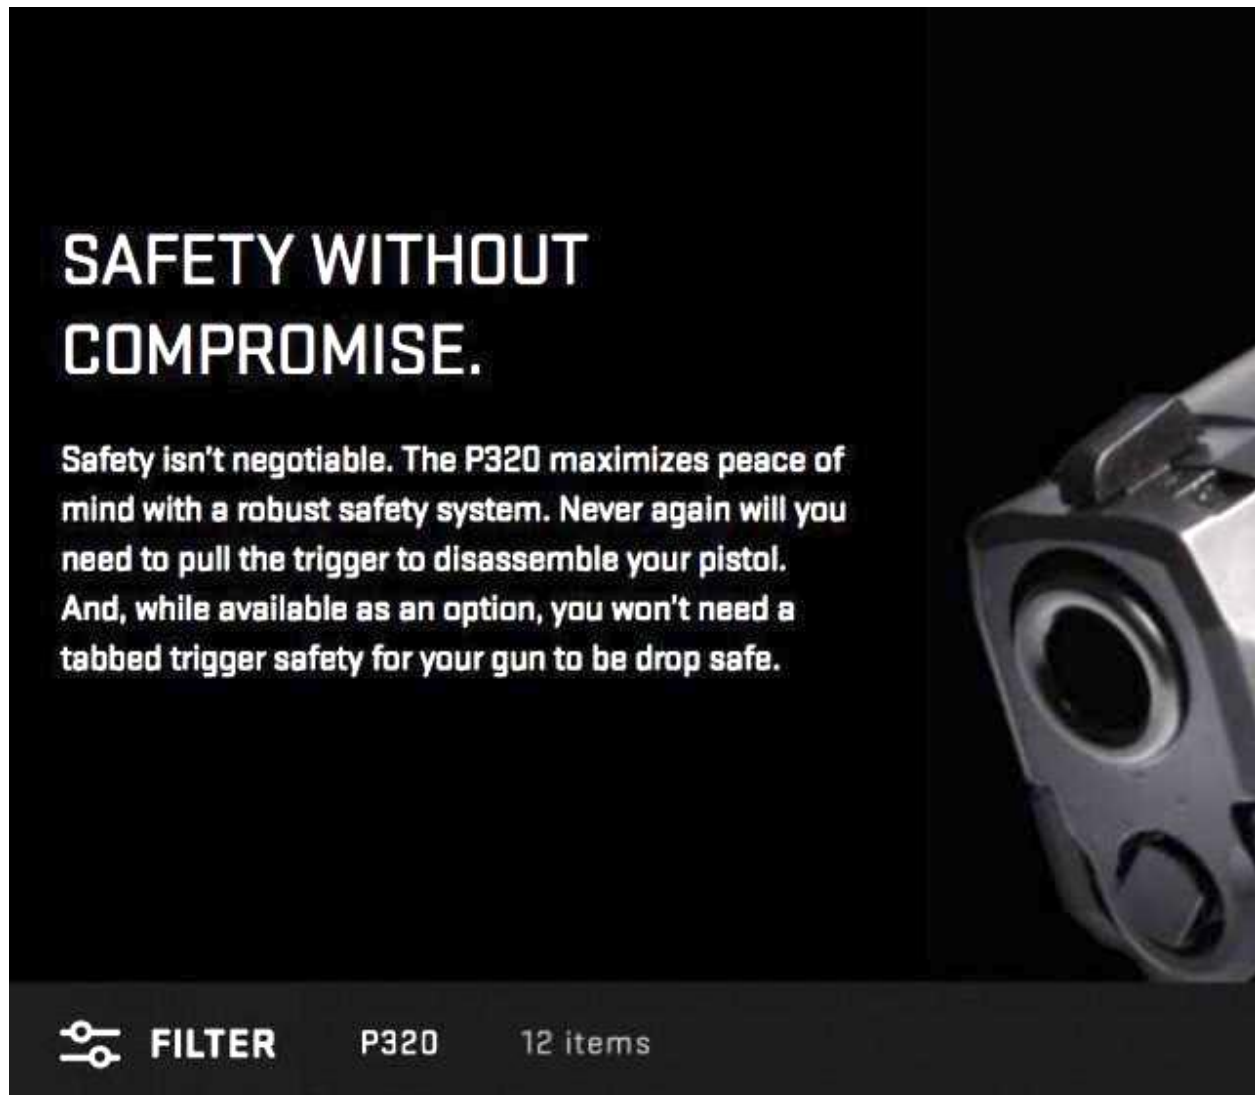 SAFETY WITHOUT
COMPROMISE.
Safety isn't negotiable. The P320 maximizes peace of
mind with a robust safety system. Never again will you
need to pull the trigger to disassemble your pistol.
And, while available as an option, you won't need a
tabbed trigger safety for your gun to be drop safe.
FILTER P320 12 items